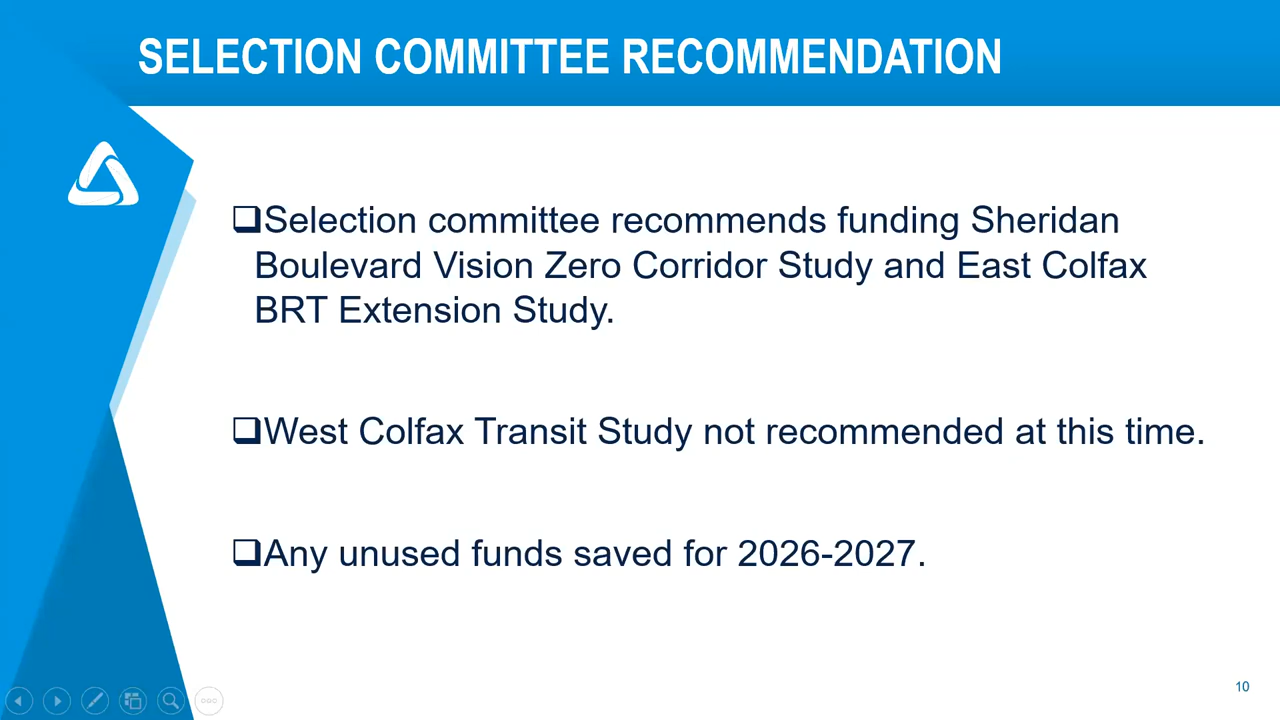 SELECTION COMMITTEE RECOMMENDATION
❑Selection committee recommends funding Sheridan
Boulevard Vision Zero Corridor Study and East Colfax
BRT Extension Study.
❑West Colfax Transit Study not recommended at this time.
❑Any unused funds saved for 2026-2027.
10